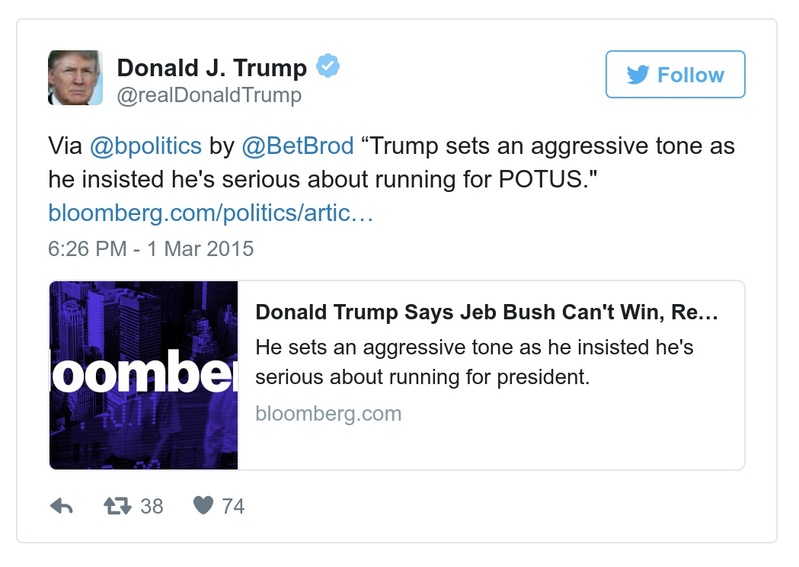 Donald J. Trump
@realDonaldTrump
Follow
Via @bpolitics by @BetBrod “Trump sets an aggressive tone as
he insisted he's serious about running for POTUS."
bloomberg.com/politics/artic…
6:26 PM - 1 Mar 2015
oomber
Donald Trump Says Jeb Bush Can't Win, Re…
He sets an aggressive tone as he insisted he's
serious about running for president.
bloomberg.com
38 74